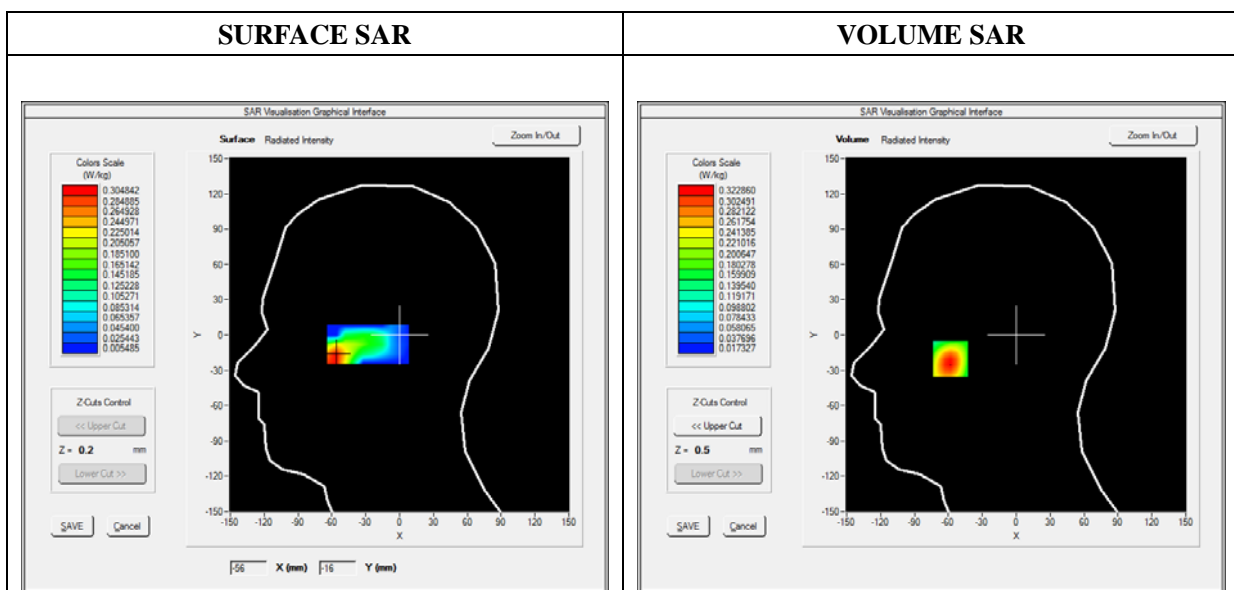 SURFACE SAR
VOLUME SAR
SAR Visualisation Graphical Interface
Surface Radiated Intensity
Zoom In/Out
Colors Scale
(W/kg)
0.304842
0.284885
0.264928
0.244971
0.225014
0.205057
0.185100
0.165142
0.145185
0.125228
0.105271
0.085314
0.065357
0.045400
0.025443
0.005485
Z-Cuts Control
<< Upper Cut
Z = 0.2 mm
Lower Cut >>
SAVE Cancel
150
120
90
60
30
0
-30
-60
-90
-120
-150
Y
-150 -120 -90 -60 -30 0 30 60 90 120 150
X
-56 X (mm) -16 Y (mm)
SAR Visualisation Graphical Interface
Volume Radiated Intensity
Zoom In/Out
Colors Scale
(W/kg)
0.322860
0.302491
0.282122
0.261754
0.241385
0.221016
0.200647
0.180278
0.159909
0.139540
0.119171
0.098802
0.078433
0.058065
0.037696
0.017327
Z-Cuts Control
<< Upper Cut
Z = 0.5 mm
Lower Cut >>
SAVE Cancel
150
120
90
60
30
0
-30
-60
-90
-120
-150
Y
-150 -120 -90 -60 -30 0 30 60 90 120 150
X